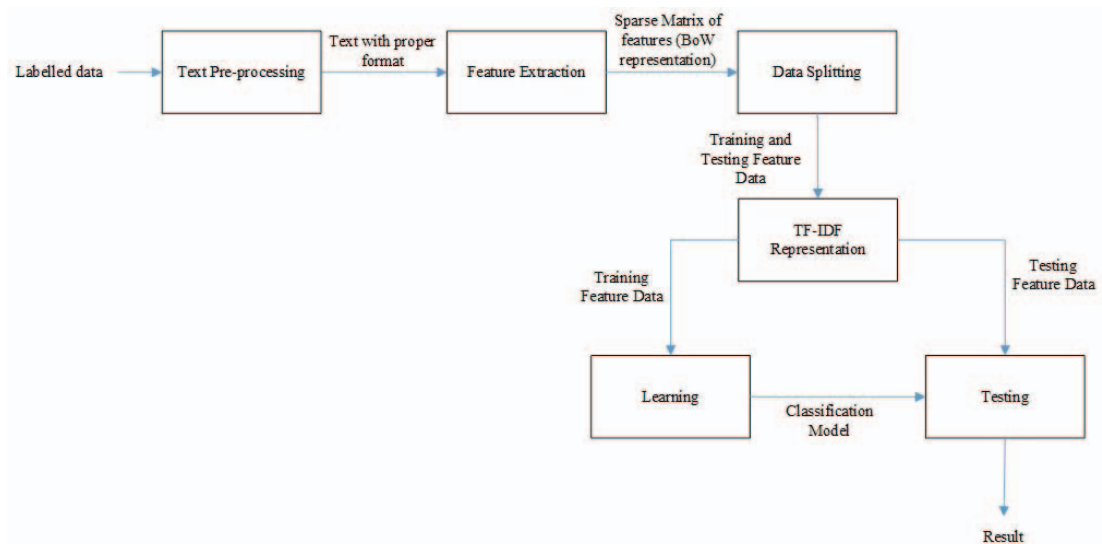 Labelled data
Text Pre-processing
Text with proper
format
Feature Extraction
Sparse Matrix of
features (BoW
representation)
Data Splitting
Training and
Testing Feature
Data
TF-IDF
Representation
Training
Feature Data
Testing
Feature Data
Learning
Classification
Model
Testing
Result